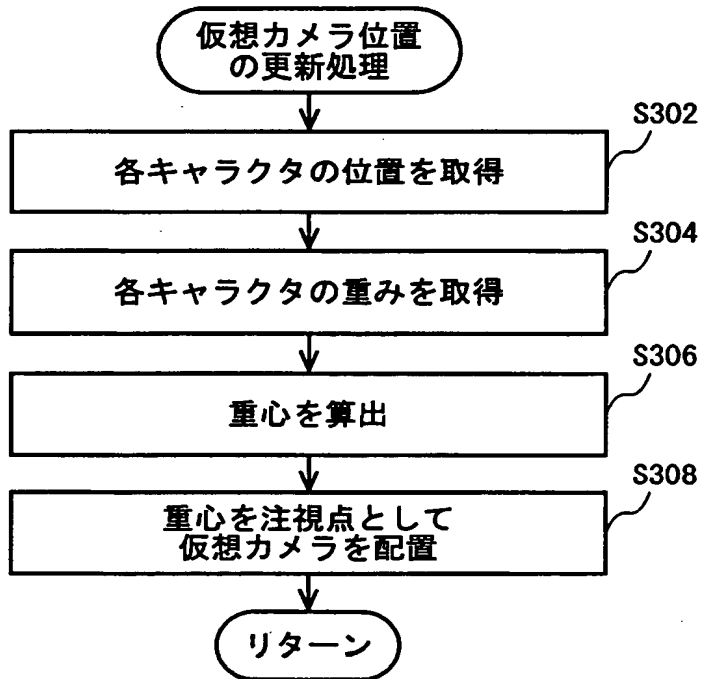 仮想カメラ位置
の更新処理
S302
各キャラクタの位置を取得
S304
各キャラクタの重みを取得
S306
重心を算出
S308
重心を注視点として
仮想カメラを配置
リターン